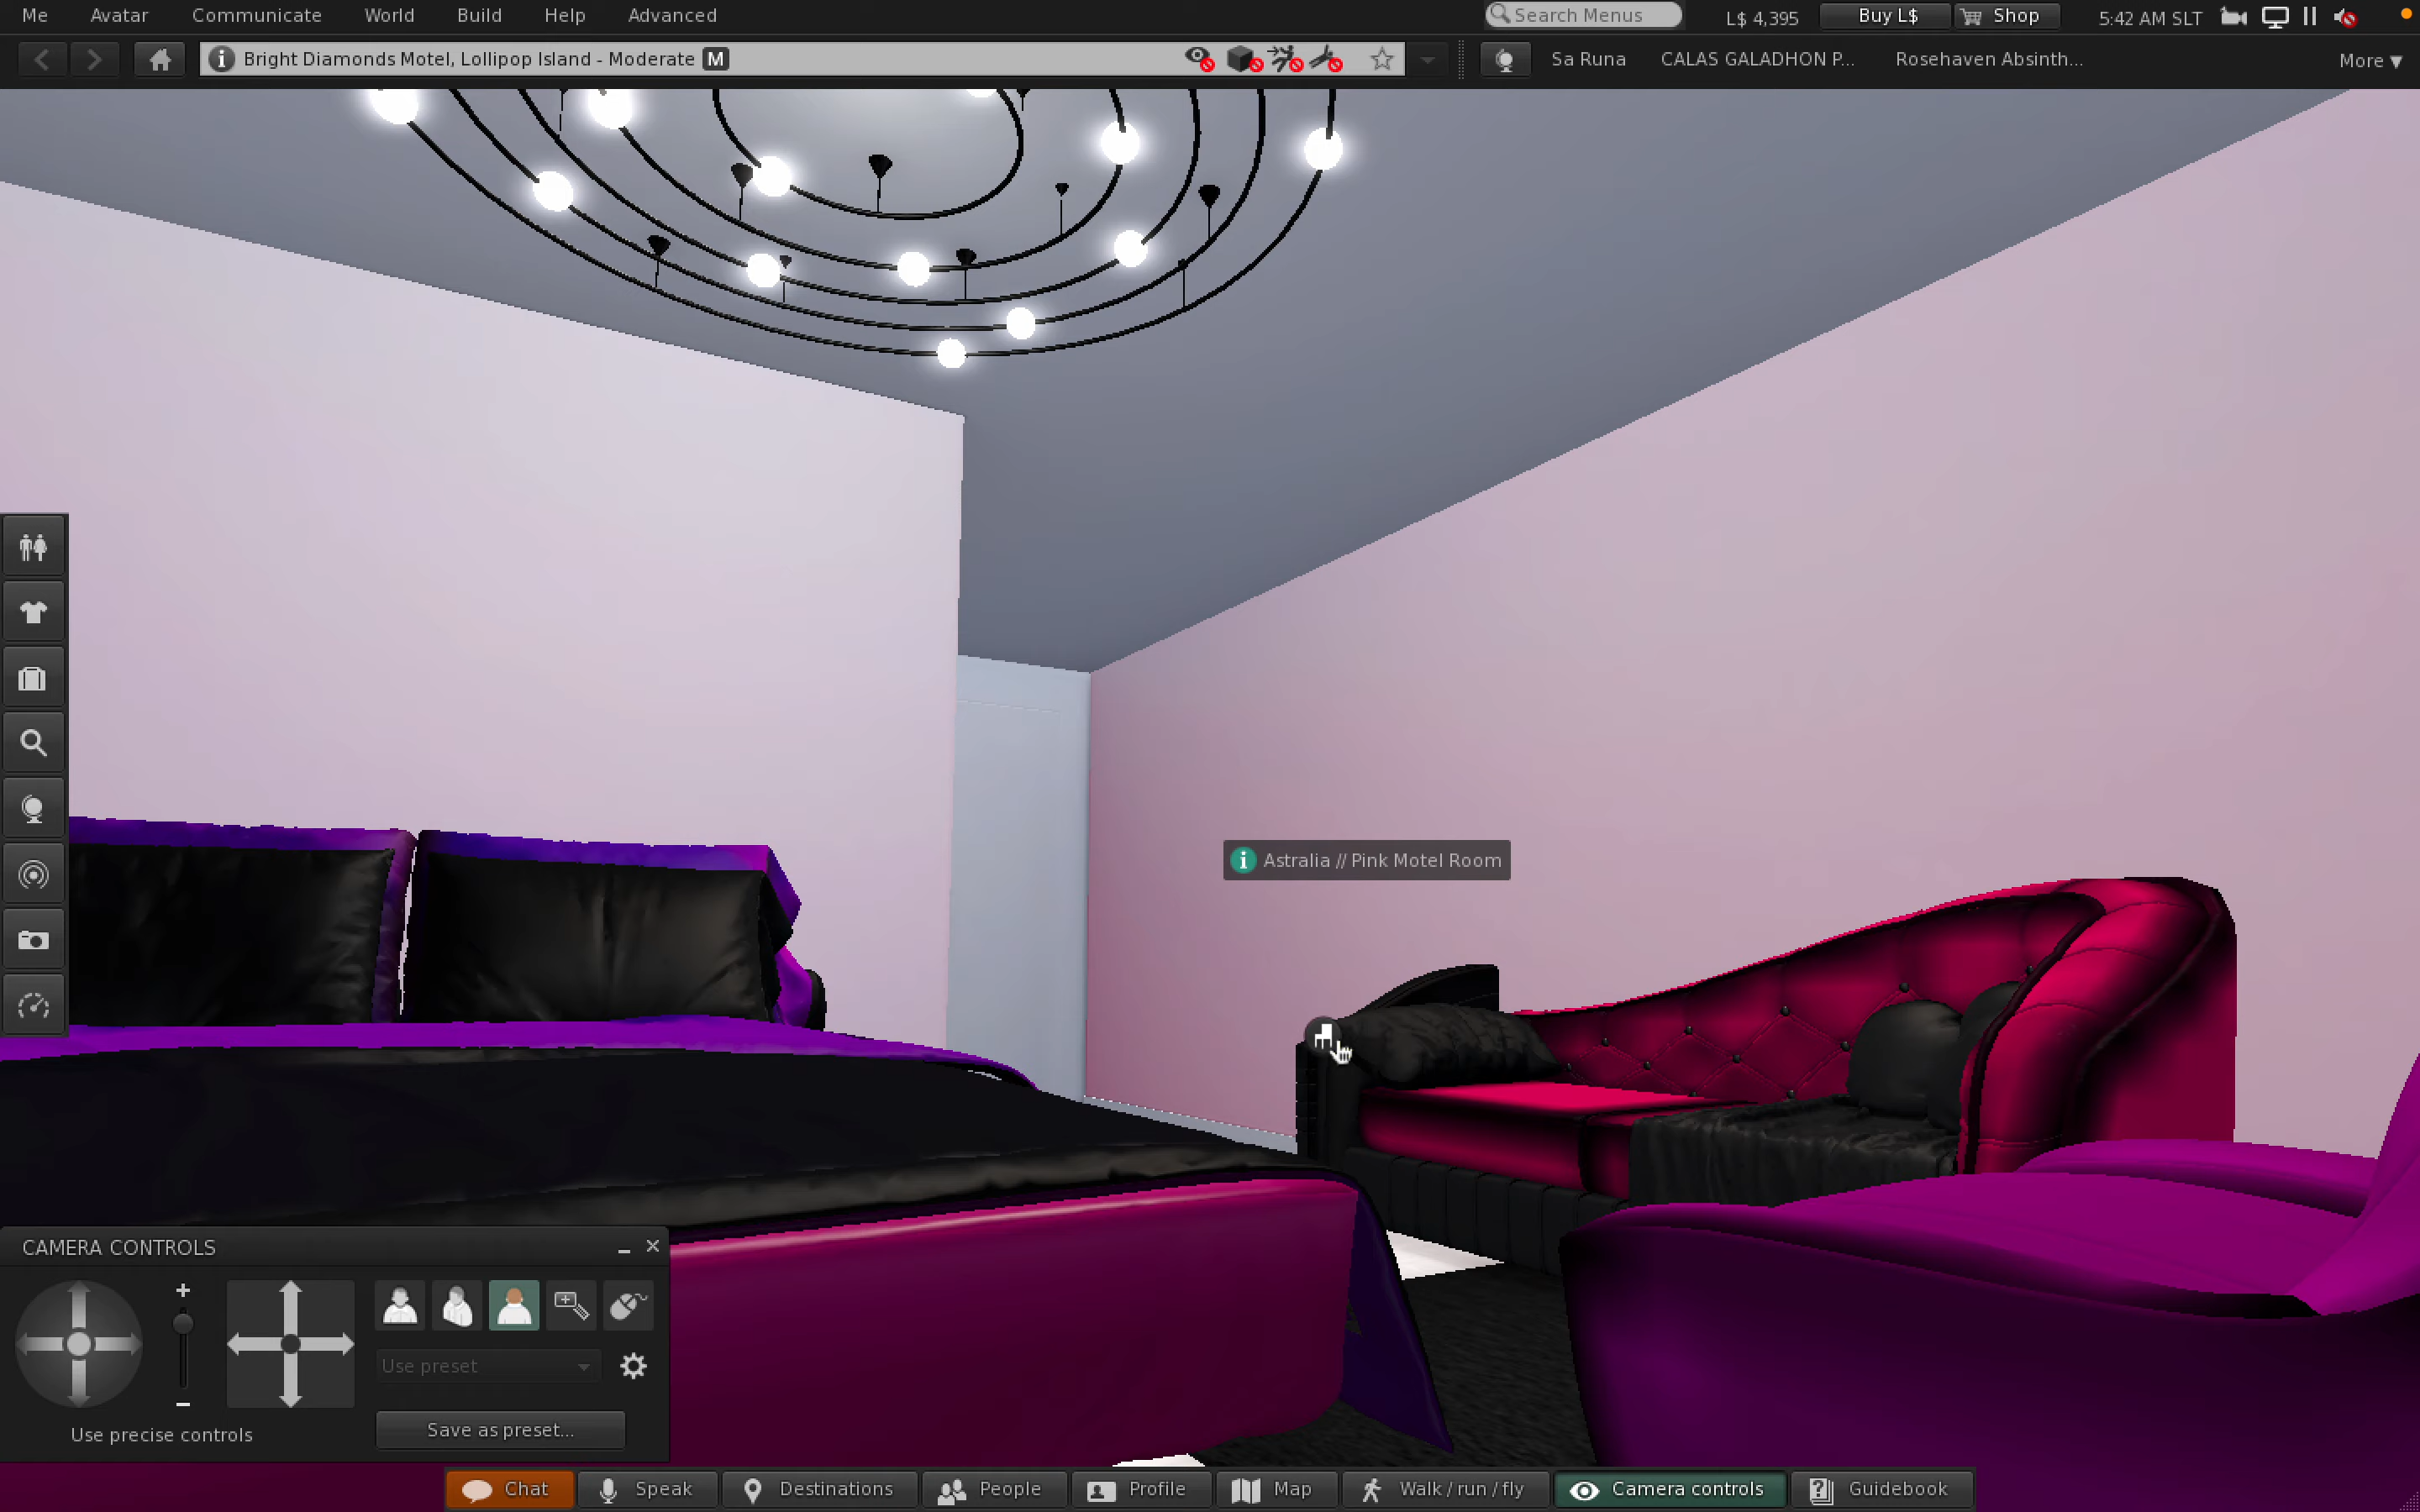 Me Avatar Communicate World Build Help Advanced Search Menus L$ 4,395 Buy L$ Shop 5:42 AM SLT
Bright Diamonds Motel, Lollipop Island - Moderate M Sa Runa CALAS GALADHON P... Rosehaven Absinth... More ▼
Astralia // Pink Motel Room
CAMERA CONTROLS
Use preset
Save as preset...
Use precise controls
Chat Speak Destinations People Profile Map Walk / run / fly Camera controls Guidebook